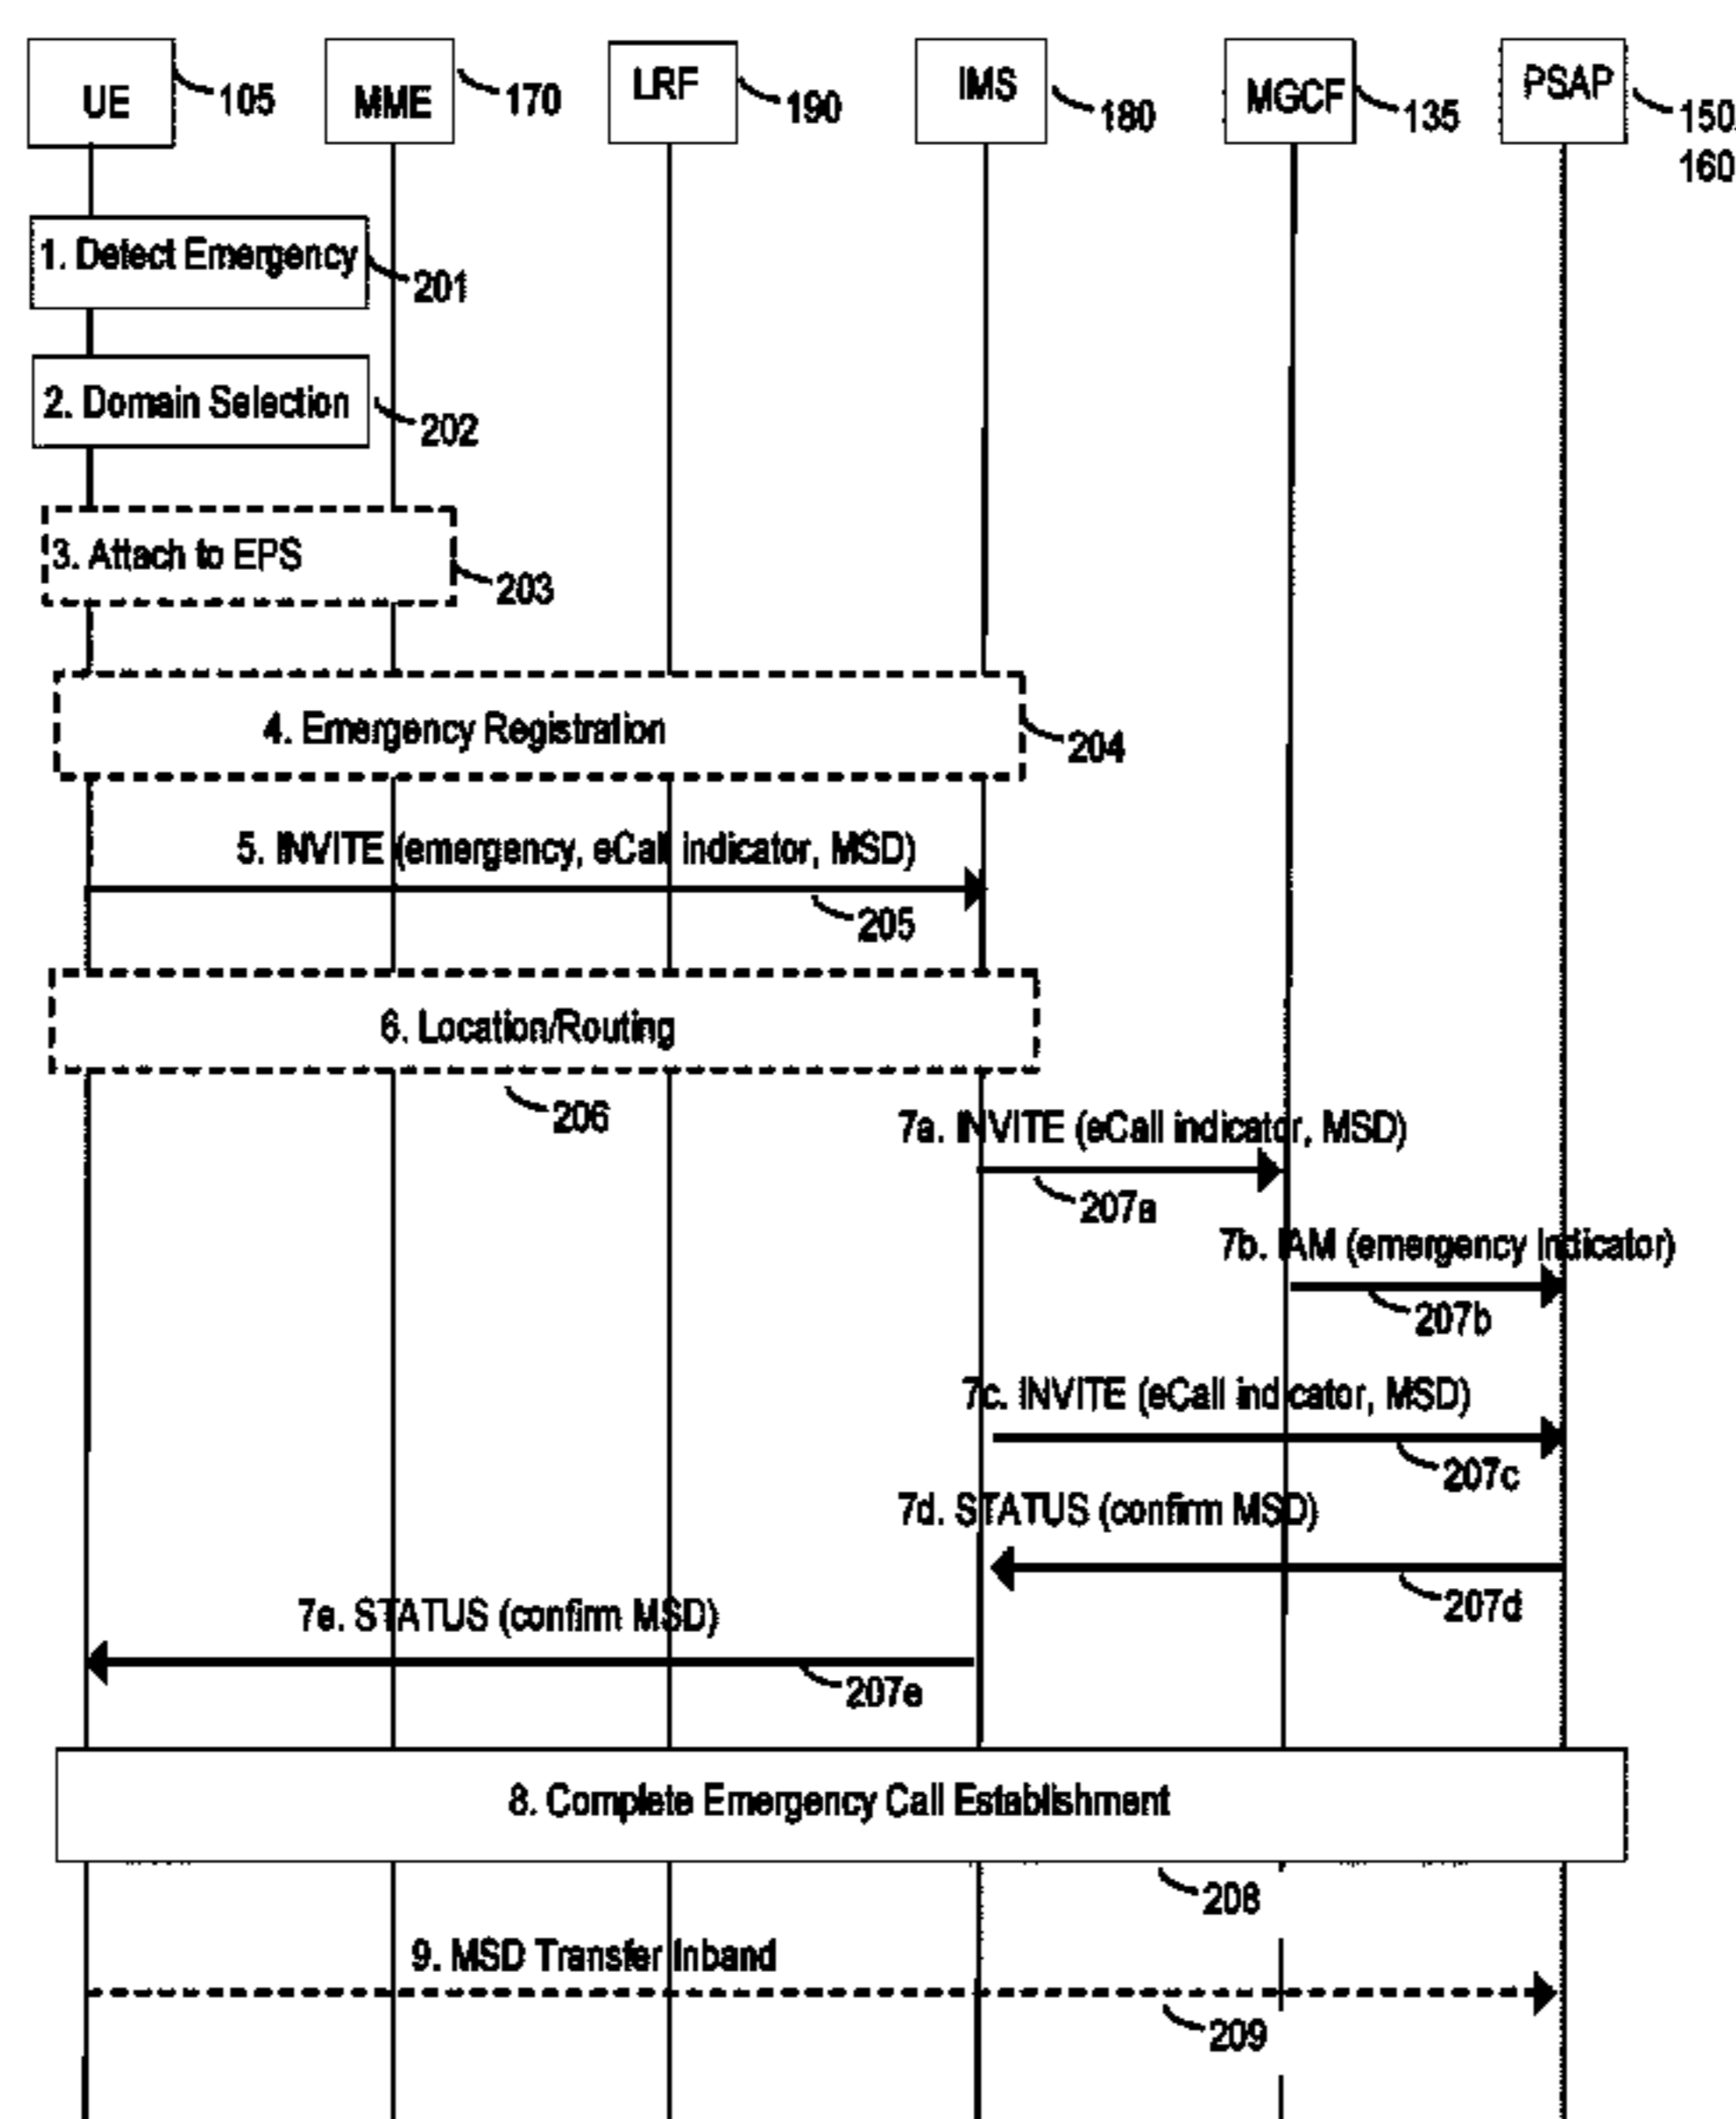 UE
105
MME
170
LRF
190
IMS
180
MGCF
135
PSAP
150,
160
1. Detect Emergency
201
2. Domain Selection
202
3. Attach to EPS
203
4. Emergency Registration
204
5. INVITE (emergency, eCall indicator, MSD)
205
6. Location/Routing
206
7a. INVITE (eCall indicator, MSD)
207a
7b. IAM (emergency Indicator)
207b
7c. INVITE (eCall indicator, MSD)
207c
7d. STATUS (confirm MSD)
207d
7e. STATUS (confirm MSD)
207e
8. Complete Emergency Call Establishment
208
9. MSD Transfer Inband
209